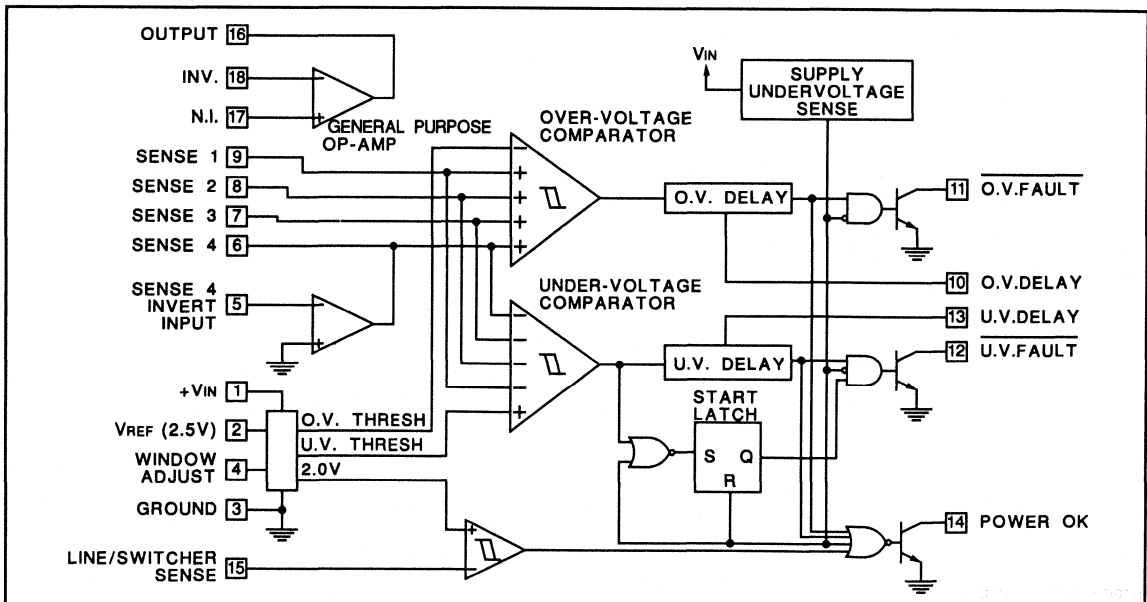 OUTPUT 16
INV. 18
N.I. 17
GENERAL PURPOSE
OP-AMP
SENSE 1 9
SENSE 2 8
SENSE 3 7
SENSE 4 6
SENSE 4
INVERT
INPUT
5
+VIN 1
VREF (2.5V) 2
WINDOW
ADJUST
4
GROUND 3
LINE/SWITCHER
SENSE
15
O.V. THRESH
U.V. THRESH
2.0V
OVER-VOLTAGE
COMPARATOR
UNDER-VOLTAGE
COMPARATOR
VIN
SUPPLY
UNDERVOLTAGE
SENSE
O.V. DELAY
U.V. DELAY
START
LATCH
S Q
R
11 O.V.FAULT
10 O.V.DELAY
13 U.V.DELAY
12 U.V.FAULT
14 POWER OK